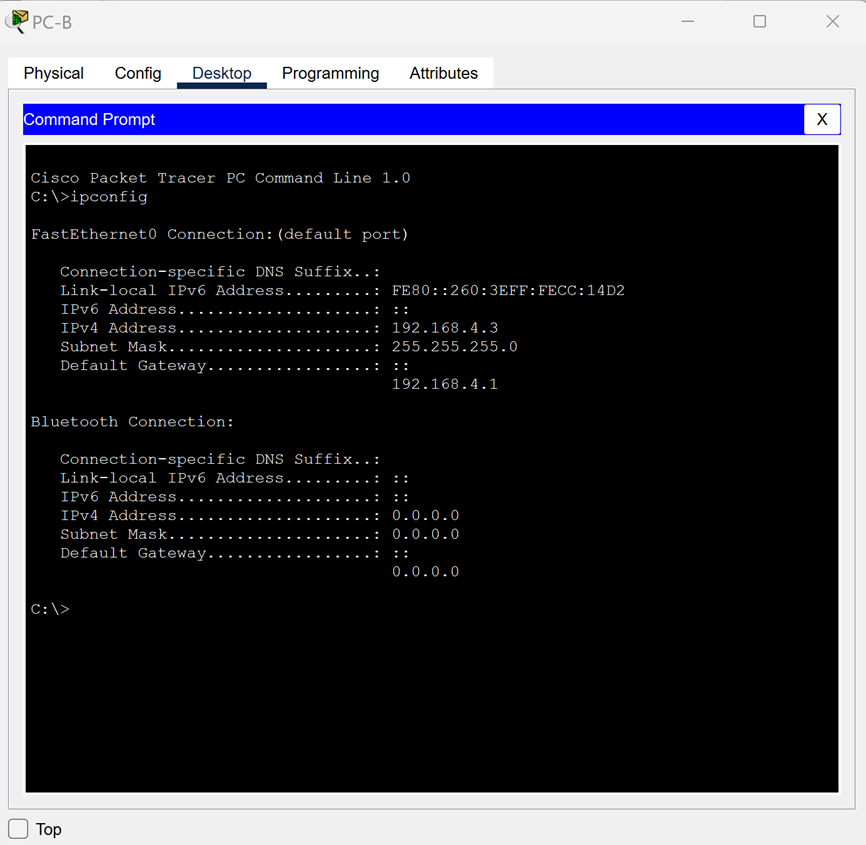 PC-B
Physical Config Desktop Programming Attributes
Command Prompt X
Cisco Packet Tracer PC Command Line 1.0
C:\>ipconfig
FastEthernet0 Connection:(default port)
Connection-specific DNS Suffix..:
Link-local IPv6 Address.........: FE80::260:3EFF:FECC:14D2
IPv6 Address....................: ::
IPv4 Address....................: 192.168.4.3
Subnet Mask.....................: 255.255.255.0
Default Gateway.................: ::
192.168.4.1
Bluetooth Connection:
Connection-specific DNS Suffix..:
Link-local IPv6 Address.........: ::
IPv6 Address....................: ::
IPv4 Address....................: 0.0.0.0
Subnet Mask.....................: 0.0.0.0
Default Gateway.................: ::
0.0.0.0
C:\>
Top